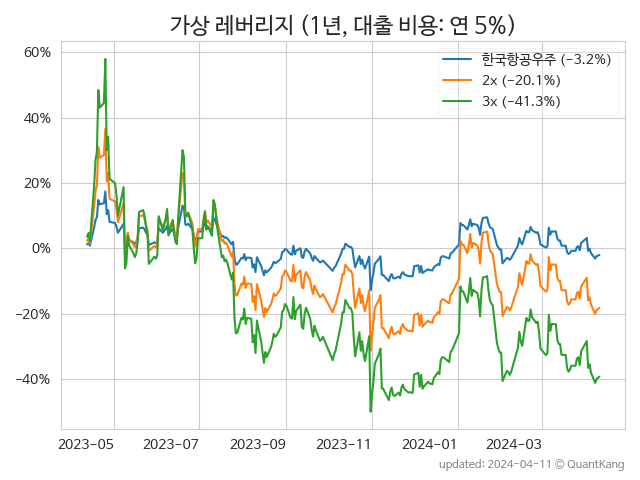 가상 레버리지 (1년, 대출 비용: 연 5%)
60%
40%
20%
0%
−20%
−40%
한국항공우주 (−3.2%)
2x (−20.1%)
3x (−41.3%)
2023-05 2023-07 2023-09 2023-11 2024-01 2024-03
updated: 2024-04-11 © QuantKang